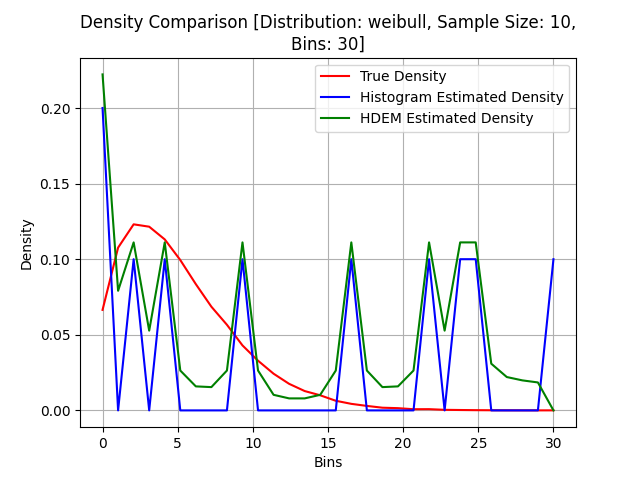 Density Comparison [Distribution: weibull, Sample Size: 10,
Bins: 30]
True Density
Histogram Estimated Density
HDEM Estimated Density
Density
0.20
0.15
0.10
0.05
0.00
0 5 10 15 20 25 30
Bins